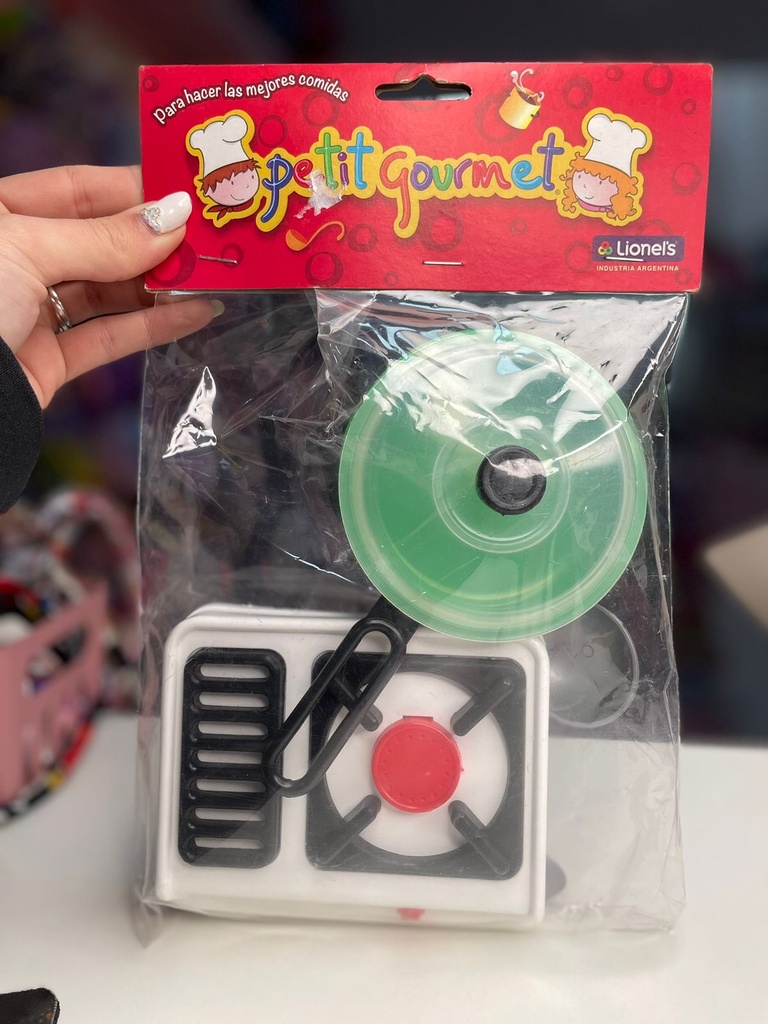 Para hacer las mejores comidas
petit gourmet
Lionel's
INDUSTRIA ARGENTINA